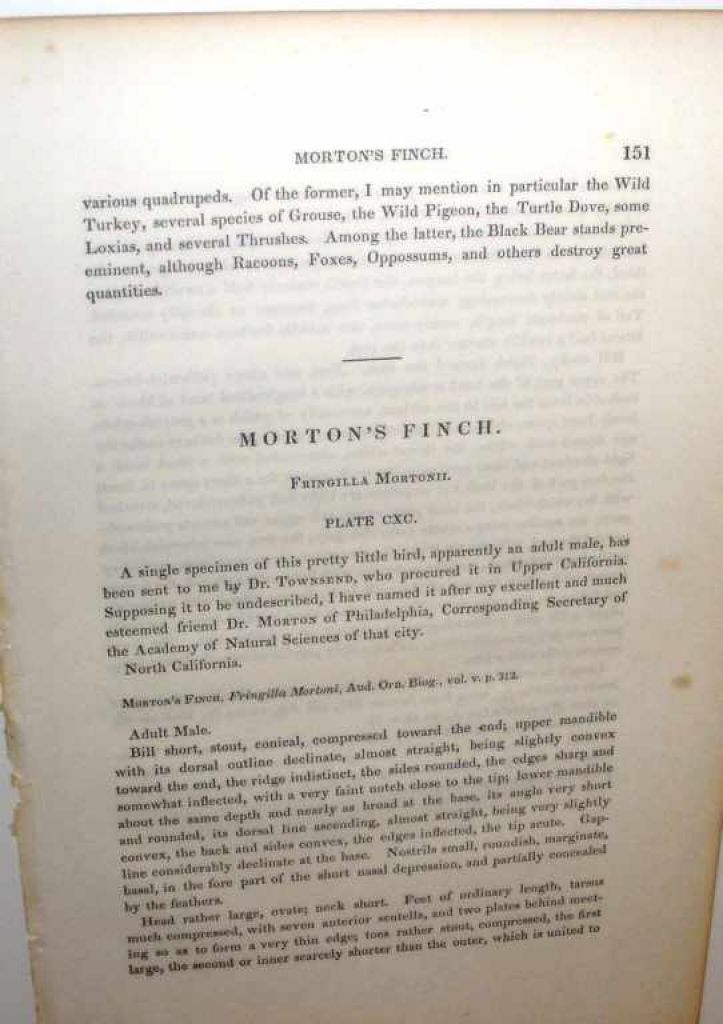 MORTON'S FINCH. 151
various quadrupeds. Of the former, I may mention in particular the Wild
Turkey, several species of Grouse, the Wild Pigeon, the Turtle Dove, some
Loxias, and several Thrushes. Among the latter, the Black Bear stands pre-
eminent, although Racoons, Foxes, Oppossums, and others destroy great
quantities.
MORTON'S FINCH.
FRINGILLA MORTONII.
PLATE CXC.
A single specimen of this pretty little bird, apparently an adult male, has
been sent to me by Dr. TOWNSEND, who procured it in Upper California.
Supposing it to be undescribed, I have named it after my excellent and much
esteemed friend Dr. MORTON of Philadelphia, Corresponding Secretary of
the Academy of Natural Sciences of that city.
North California.
MORTON'S FINCH, Fringilla Mortoni, Aud. Orn. Biog., vol. v. p. 312.
Adult Male.
Bill short, stout, conical, compressed toward the end; upper mandible
with its dorsal outline declinate, almost straight, being slightly convex
toward the end, the ridge indistinct, the sides rounded, the edges sharp and
somewhat inflected, with a very faint notch close to the tip; lower mandible
about the same depth and nearly as broad at the base, its angle very short
and rounded, its dorsal line ascending, almost straight, being very slightly
convex, the back and sides convex, the edges inflected, the tip acute. Gap-
line considerably declinate at the base. Nostrils small, roundish, marginate,
basal, in the fore part of the short nasal depression, and partially concealed
by the feathers.
Head rather large, ovate; neck short. Feet of ordinary length, tarsus
much compressed, with seven anterior scutella, and two plates behind meet-
ing so as to form a very thin edge; toes rather stout, compressed, the first
large, the second or inner scarcely shorter than the outer, which is united to